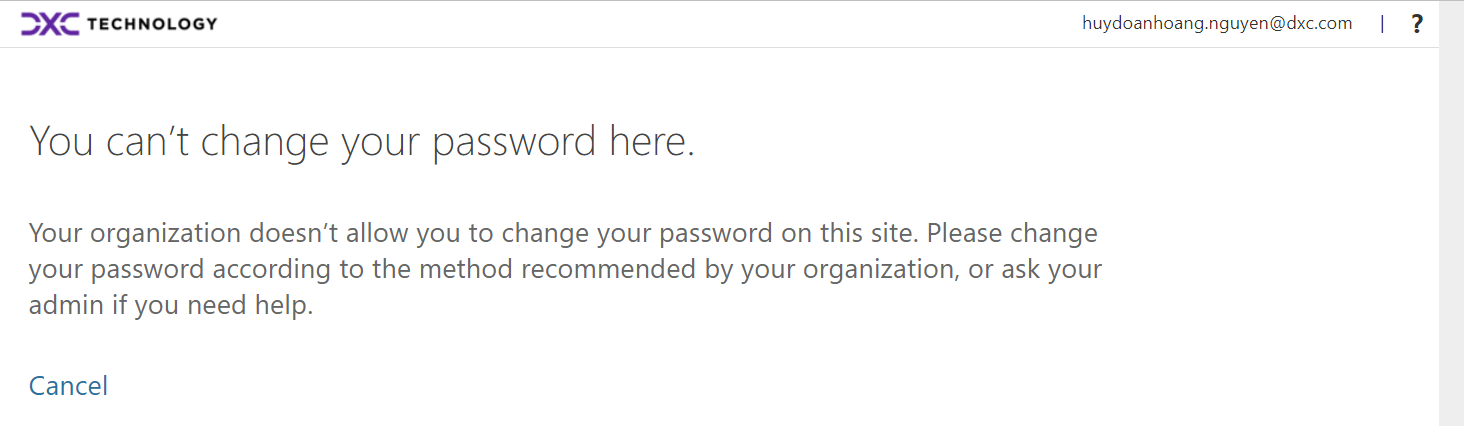 DXC TECHNOLOGY
huydoanhoang.nguyen@dxc.com | ?
You can’t change your password here.
Your organization doesn’t allow you to change your password on this site. Please change
your password according to the method recommended by your organization, or ask your
admin if you need help.
Cancel